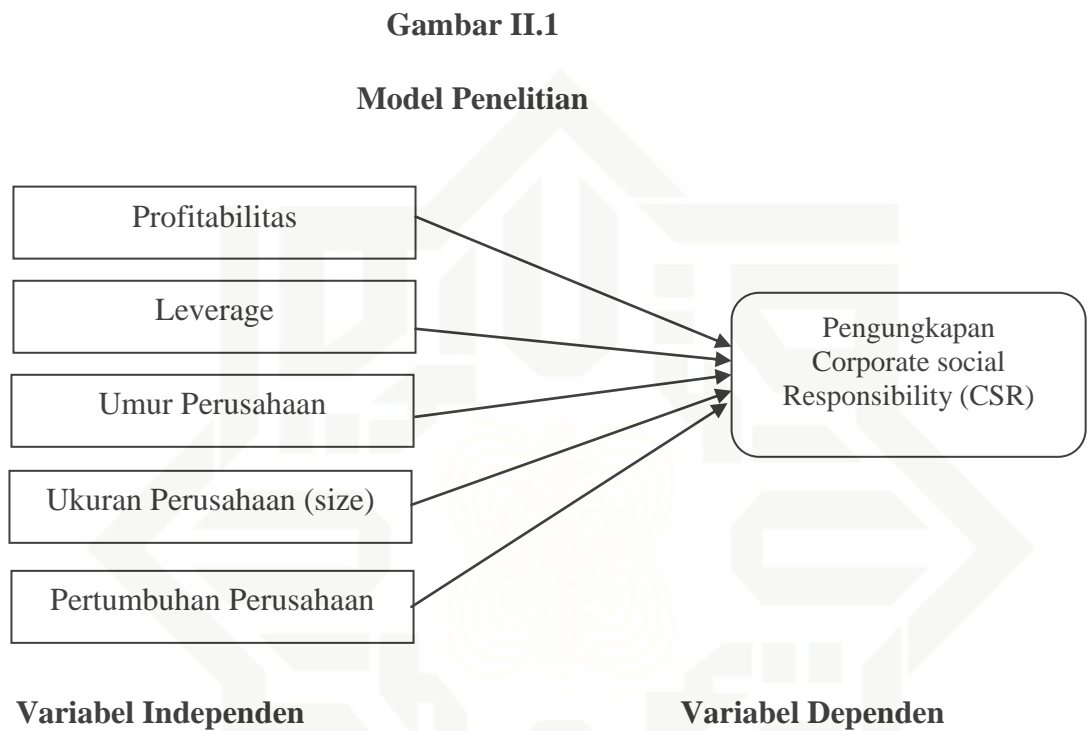 Gambar II.1
Model Penelitian
Profitabilitas
Leverage
Umur Perusahaan
Ukuran Perusahaan (size)
Pertumbuhan Perusahaan
Pengungkapan
Corporate social
Responsibility (CSR)
Variabel Independen
Variabel Dependen